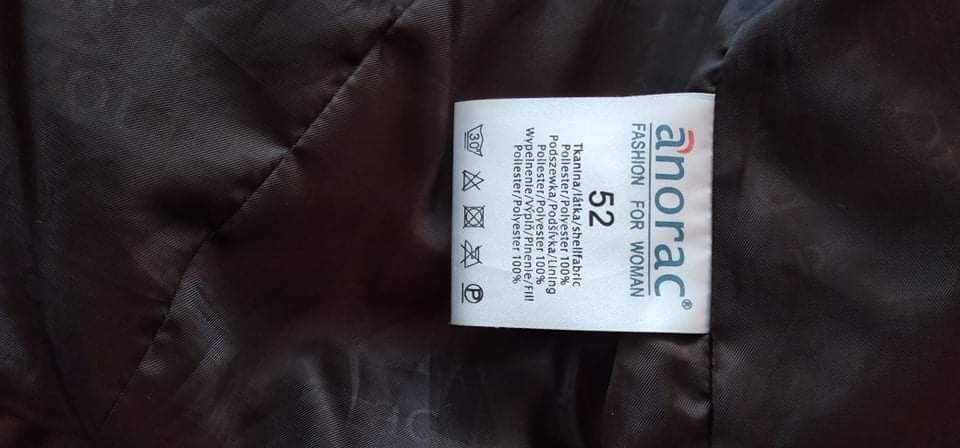 anorac®
FASHION FOR WOMAN
52
Tkanina/látka/shellfabric
Poliester/Polyester 100%
Podszewka/Podšívka/Lining
Poliester/Polyester 100%
Wypełnienie/Výplň/Plnenie/Fill
Poliester/Polyester 100%
30°
P